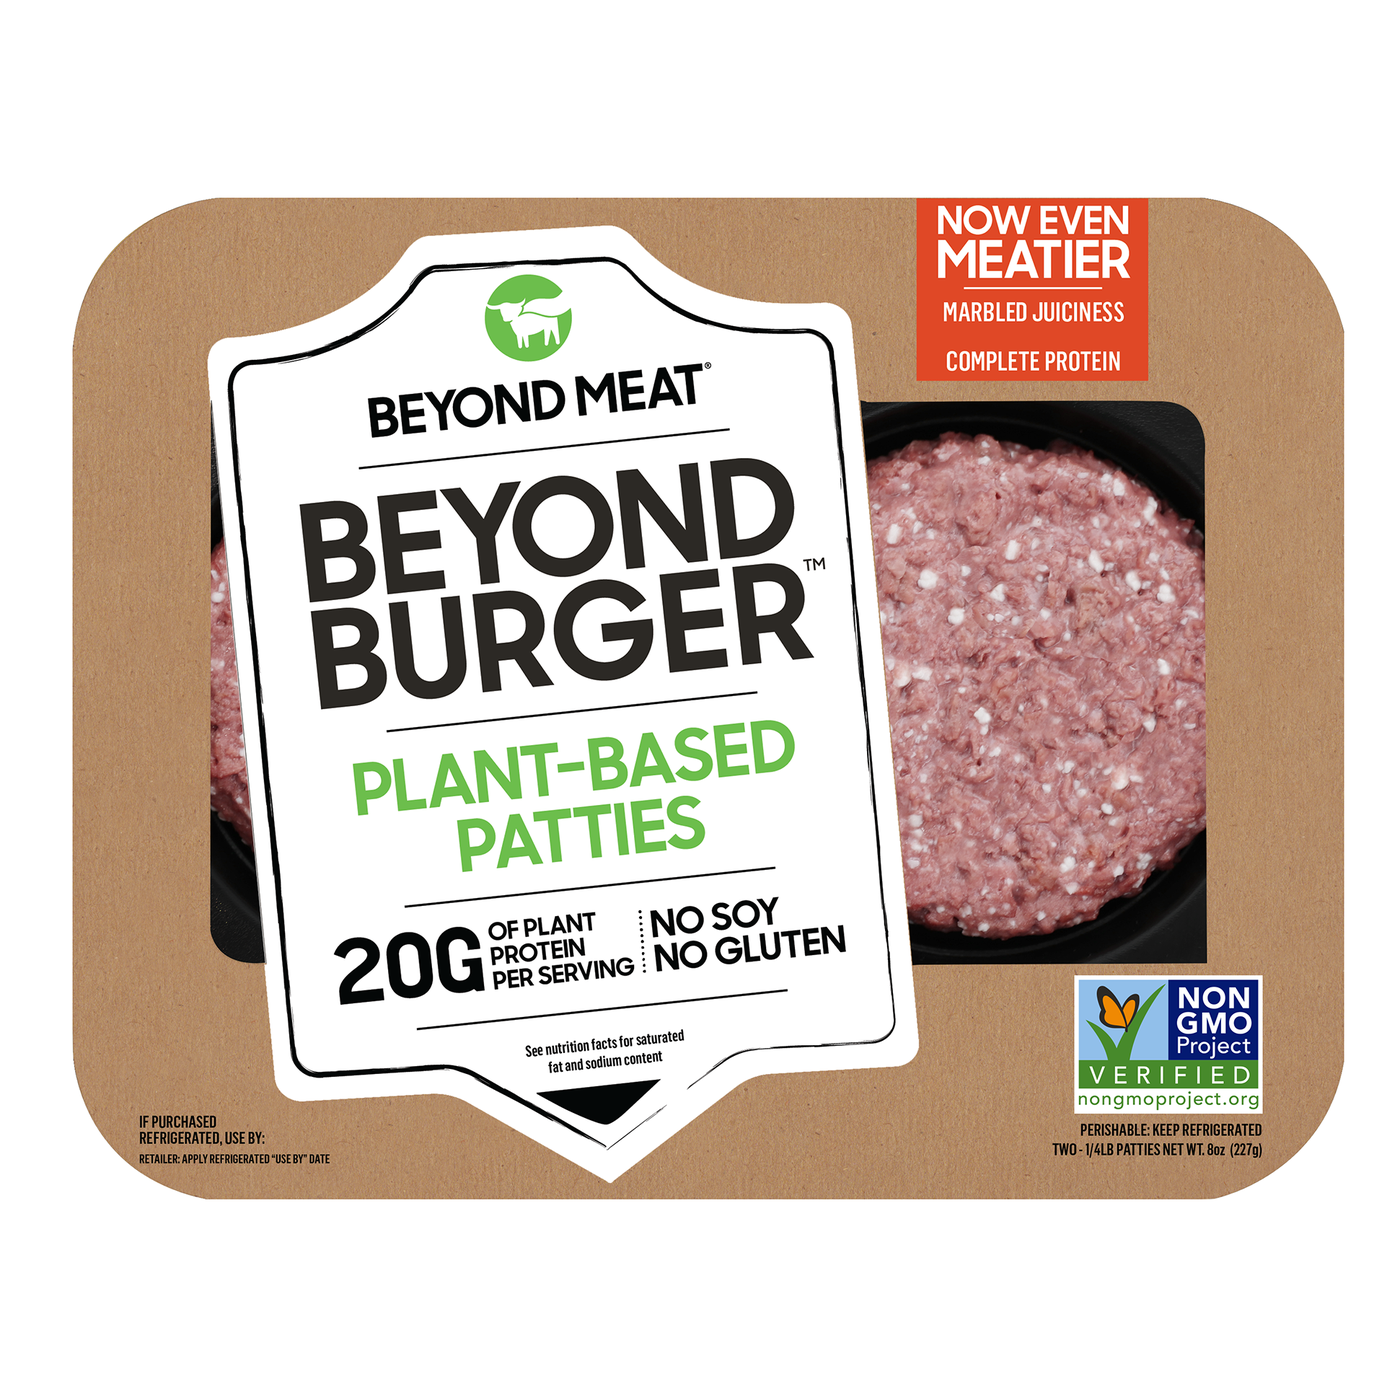 NOW EVEN
MEATIER
MARBLED JUICINESS
COMPLETE PROTEIN
BEYOND MEAT®
BEYOND
BURGER™
PLANT-BASED
PATTIES
20G OF PLANT
PROTEIN
PER SERVING
NO SOY
NO GLUTEN
See nutrition facts for saturated
fat and sodium content
NON
GMO
Project
VERIFIED
nongmoproject.org
IF PURCHASED
REFRIGERATED, USE BY:
RETAILER: APPLY REFRIGERATED "USE BY" DATE
PERISHABLE: KEEP REFRIGERATED
TWO - 1/4LB PATTIES NET WT. 8oz (227g)